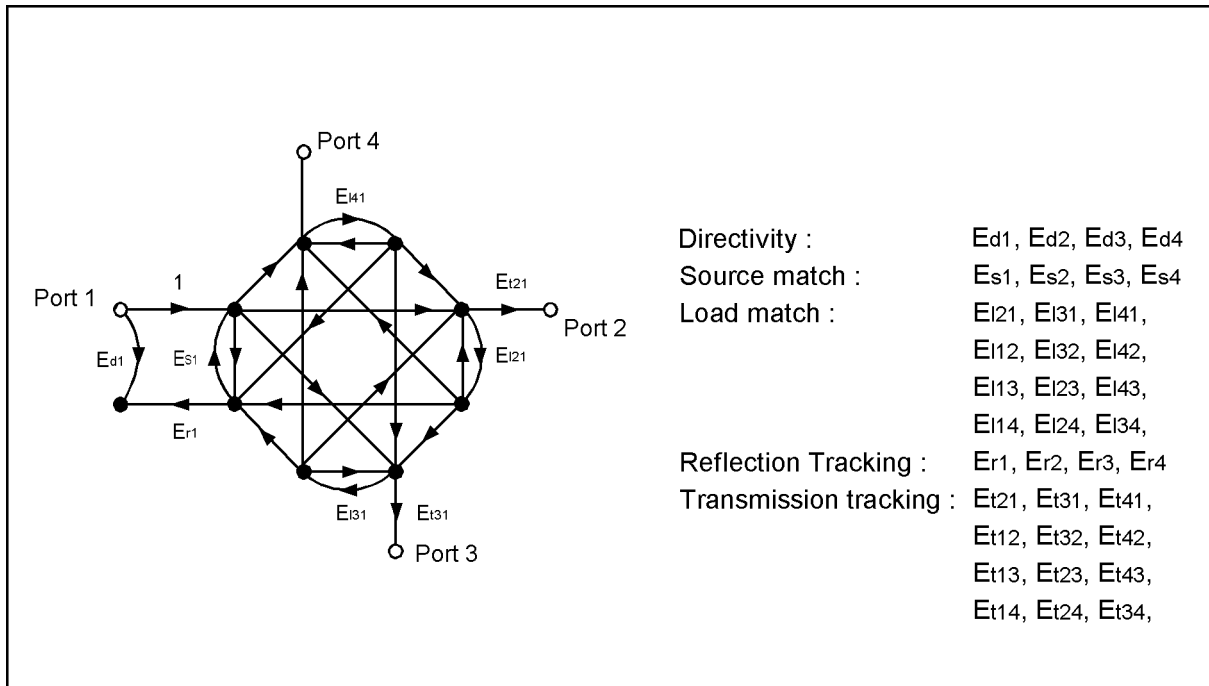 Port 4
El41
1
Et21
Port 1
Port 2
Ed1
ES1
El21
Er1
El31
Et31
Port 3
Directivity : Ed1, Ed2, Ed3, Ed4
Source match : Es1, Es2, Es3, Es4
Load match : El21, El31, El41,
El12, El32, El42,
El13, El23, El43,
El14, El24, El34,
Reflection Tracking : Er1, Er2, Er3, Er4
Transmission tracking : Et21, Et31, Et41,
Et12, Et32, Et42,
Et13, Et23, Et43,
Et14, Et24, Et34,